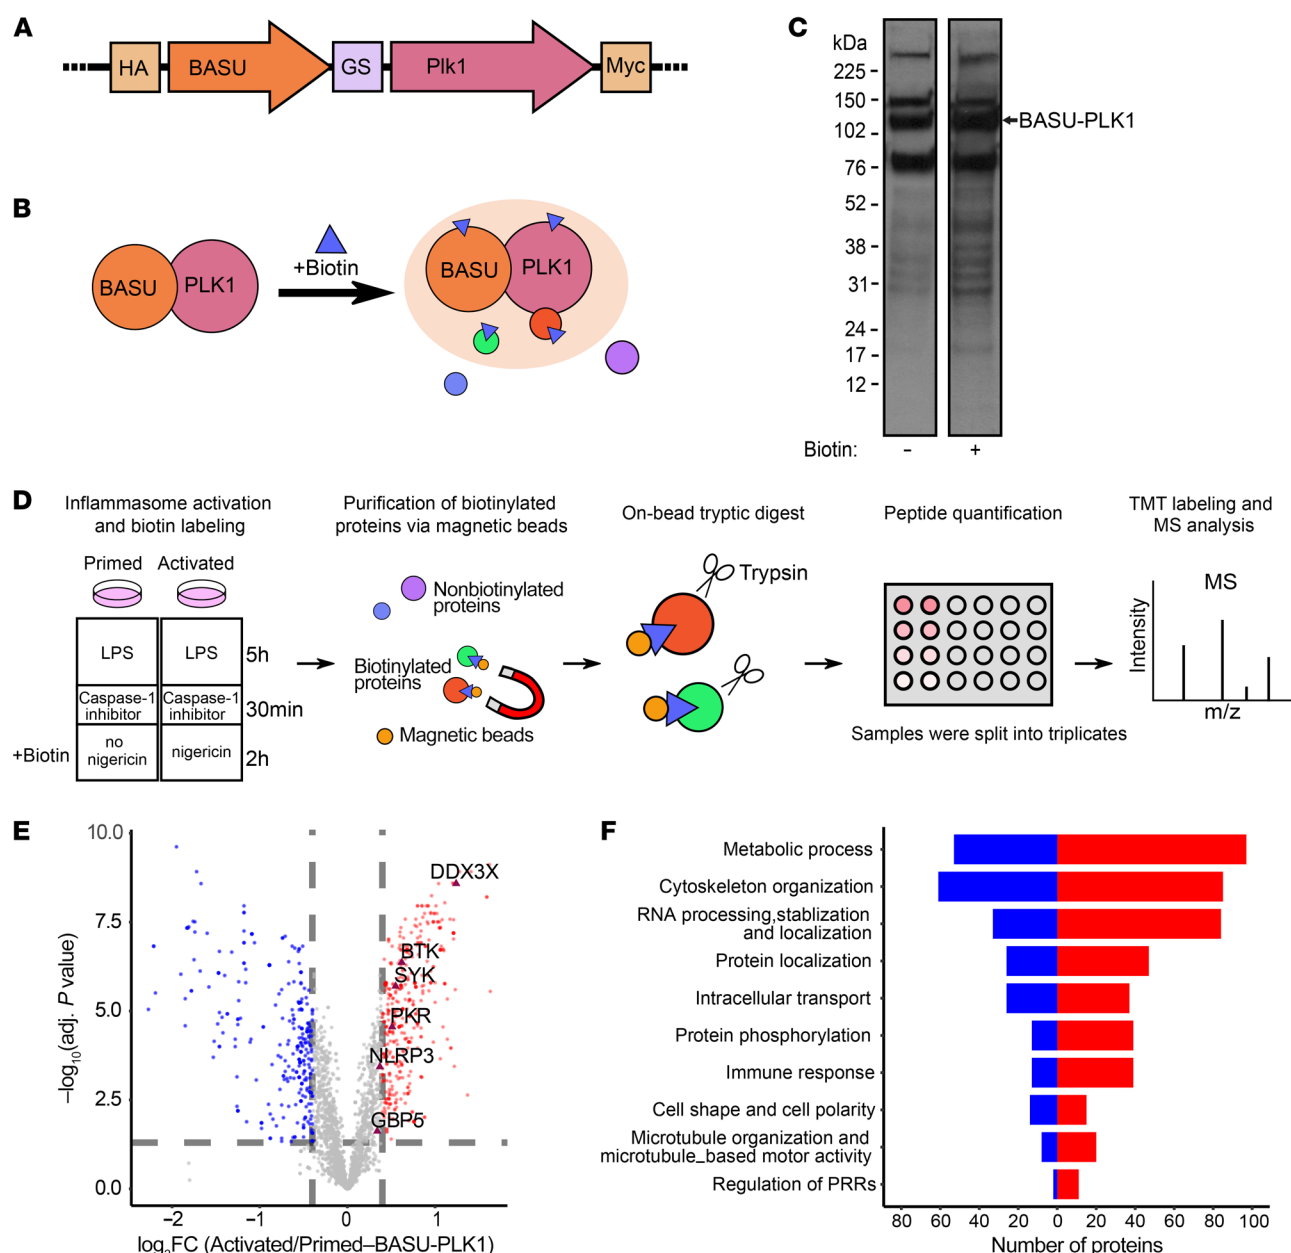 A
HA
BASU
GS
Plk1
Myc
B
BASU
PLK1
+Biotin
BASU
PLK1
C
kDa
225
150
102
76
52
38
31
24
17
12
BASU-PLK1
Biotin:
-
+
D
Inflammasome activation
and biotin labeling
Primed
Activated
LPS
LPS
5h
Caspase-1
inhibitor
Caspase-1
inhibitor
30min
+Biotin
no
nigericin
nigericin
2h
Purification of biotinylated
proteins via magnetic beads
Nonbiotinylated
proteins
Biotinylated
proteins
Magnetic beads
On-bead tryptic digest
Trypsin
Peptide quantification
Samples were split into triplicates
TMT labeling and
MS analysis
MS
Intensity
m/z
E
10.0
7.5
5.0
2.5
0.0
–log10(adj. P value)
DDX3X
BTK
SYK
PKR
NLRP3
GBP5
−2
−1
0
1
log2FC (Activated/Primed–BASU-PLK1)
F
Metabolic process
Cytoskeleton organization
RNA processing,stablization
and localization
Protein localization
Intracellular transport
Protein phosphorylation
Immune response
Cell shape and cell polarity
Microtubule organization and
microtubule_based motor activity
Regulation of PRRs
80 60 40 20 0 20 40 60 80 100
Number of proteins